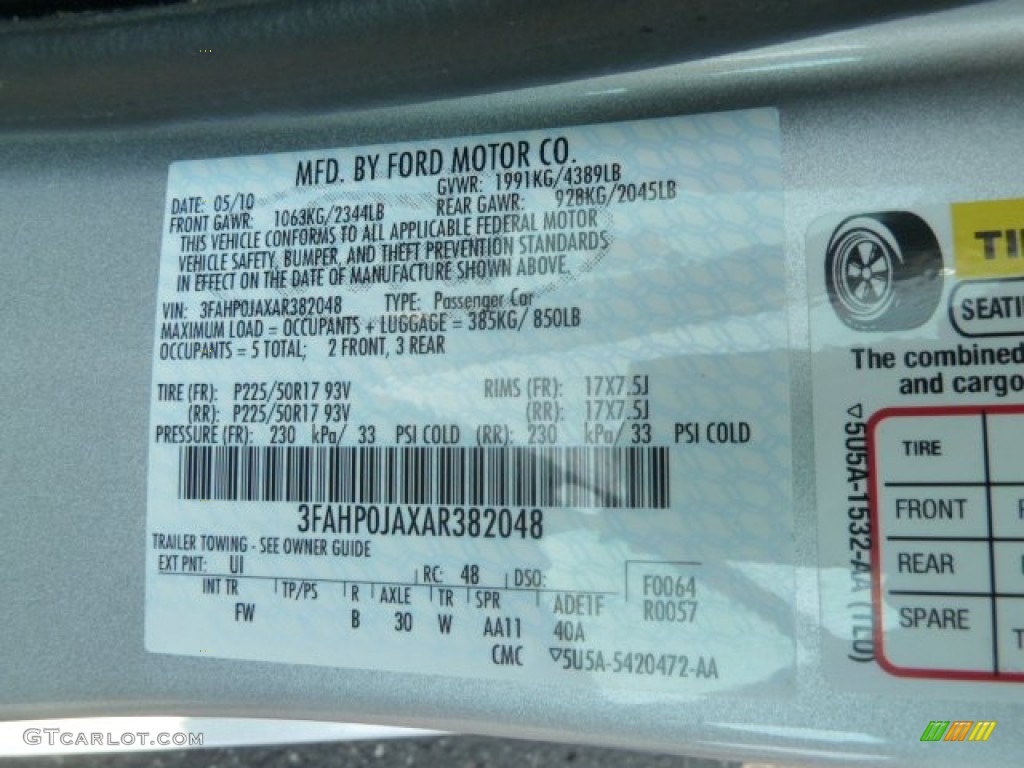 MFD. BY FORD MOTOR CO.
DATE: 05/10 GVWR: 1991KG/4389LB
FRONT GAWR: 1063KG/2344LB REAR GAWR: 928KG/2045LB
THIS VEHICLE CONFORMS TO ALL APPLICABLE FEDERAL MOTOR
VEHICLE SAFETY, BUMPER, AND THEFT PREVENTION STANDARDS
IN EFFECT ON THE DATE OF MANUFACTURE SHOWN ABOVE.
VIN: 3FAHP0JAXAR382048 TYPE: Passenger Car
MAXIMUM LOAD = OCCUPANTS + LUGGAGE = 385KG/ 850LB
OCCUPANTS = 5 TOTAL; 2 FRONT, 3 REAR
TIRE (FR): P225/50R17 93V RIMS (FR): 17X7.5J
(RR): P225/50R17 93V (RR): 17X7.5J
PRESSURE (FR): 230 kPa/ 33 PSI COLD (RR): 230 kPa/ 33 PSI COLD
3FAHP0JAXAR382048
TRAILER TOWING - SEE OWNER GUIDE
EXT PNT: UI RC: 48 DSO: F0064
INT TR TP/PS R AXLE TR SPR ADE1F R0057
FW B 30 W AA11 40A
CMC ▽5U5A-5420472-AA
TI
SEATI
The combined
and cargo
▽5U5A-1532-AA (TLO)
TIRE
FRONT
REAR
SPARE T
GTCARLOT.COM